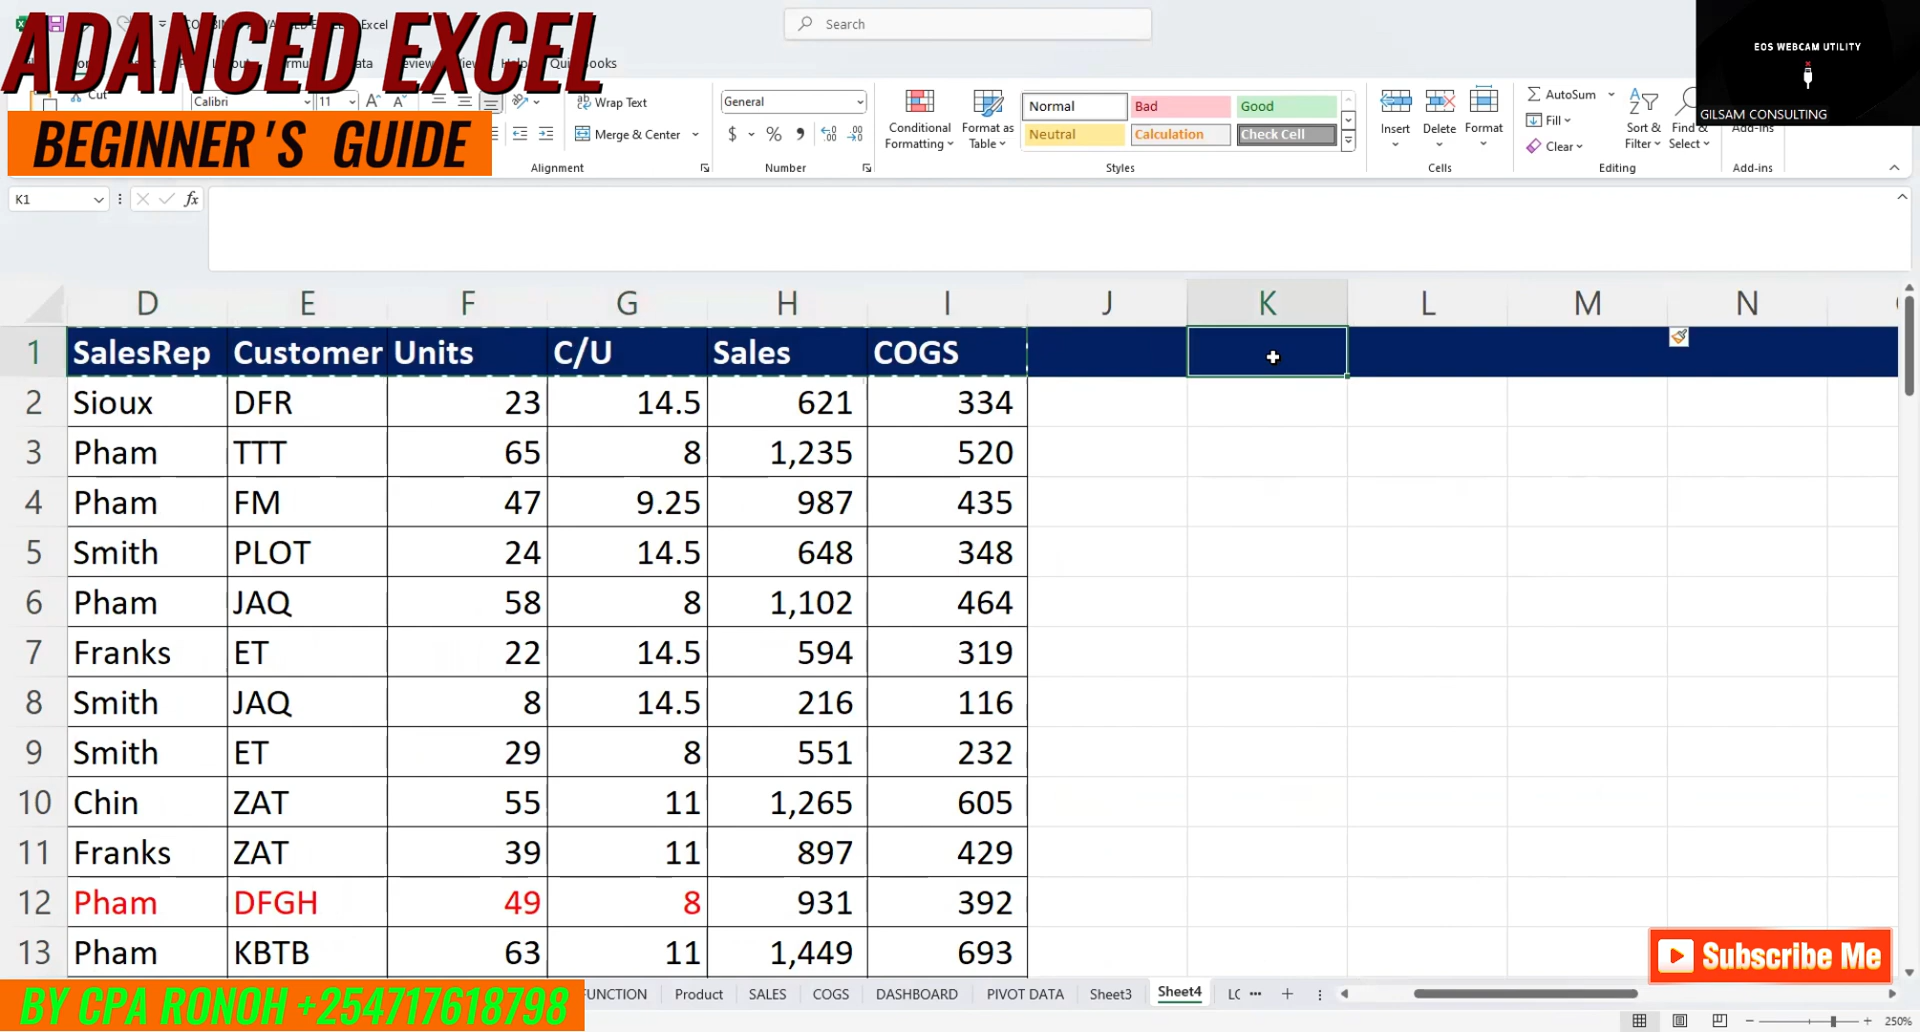 Excel
Search
ADANCED EXCEL
EOS WEBCAM UTILITY
GILSAM CONSULTING
Help QuickBooks
BEGINNER'S GUIDE
Cut
Calibri 11
Wrap Text
Merge & Center
Alignment
General
$ % ,
Number
Conditional Formatting
Format as Table
Normal Bad Good
Neutral Calculation Check Cell
Styles
Insert Delete Format
Cells
AutoSum
Fill
Clear
Sort & Filter
Find & Select
Editing
Add-ins
Add-ins
K1 fx
D E F G H I J K L M N
1 SalesRep Customer Units C/U Sales COGS
2 Sioux DFR 23 14.5 621 334
3 Pham TTT 65 8 1,235 520
4 Pham FM 47 9.25 987 435
5 Smith PLOT 24 14.5 648 348
6 Pham JAQ 58 8 1,102 464
7 Franks ET 22 14.5 594 319
8 Smith JAQ 8 14.5 216 116
9 Smith ET 29 8 551 232
10 Chin ZAT 55 11 1,265 605
11 Franks ZAT 39 11 897 429
12 Pham DFGH 49 8 931 392
13 Pham KBTB 63 11 1,449 693
Subscribe Me
BY CPA RONOH +254717618798
FUNCTION Product SALES COGS DASHBOARD PIVOT DATA Sheet3 Sheet4 LO
250%